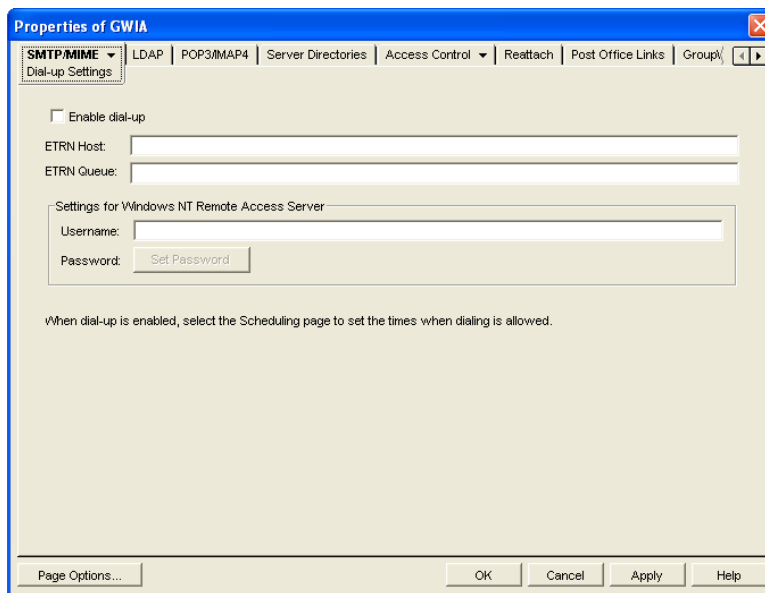 Properties of GWIA
SMTP/MIME LDAP POP3/IMAP4 Server Directories Access Control Reattach Post Office Links
Dial-up Settings
Enable dial-up
ETRN Host:
ETRN Queue:
Settings for Windows NT Remote Access Server
Username:
Password: Set Password
When dial-up is enabled, select the Scheduling page to set the times when dialing is allowed.
Page Options... OK Cancel Apply Help